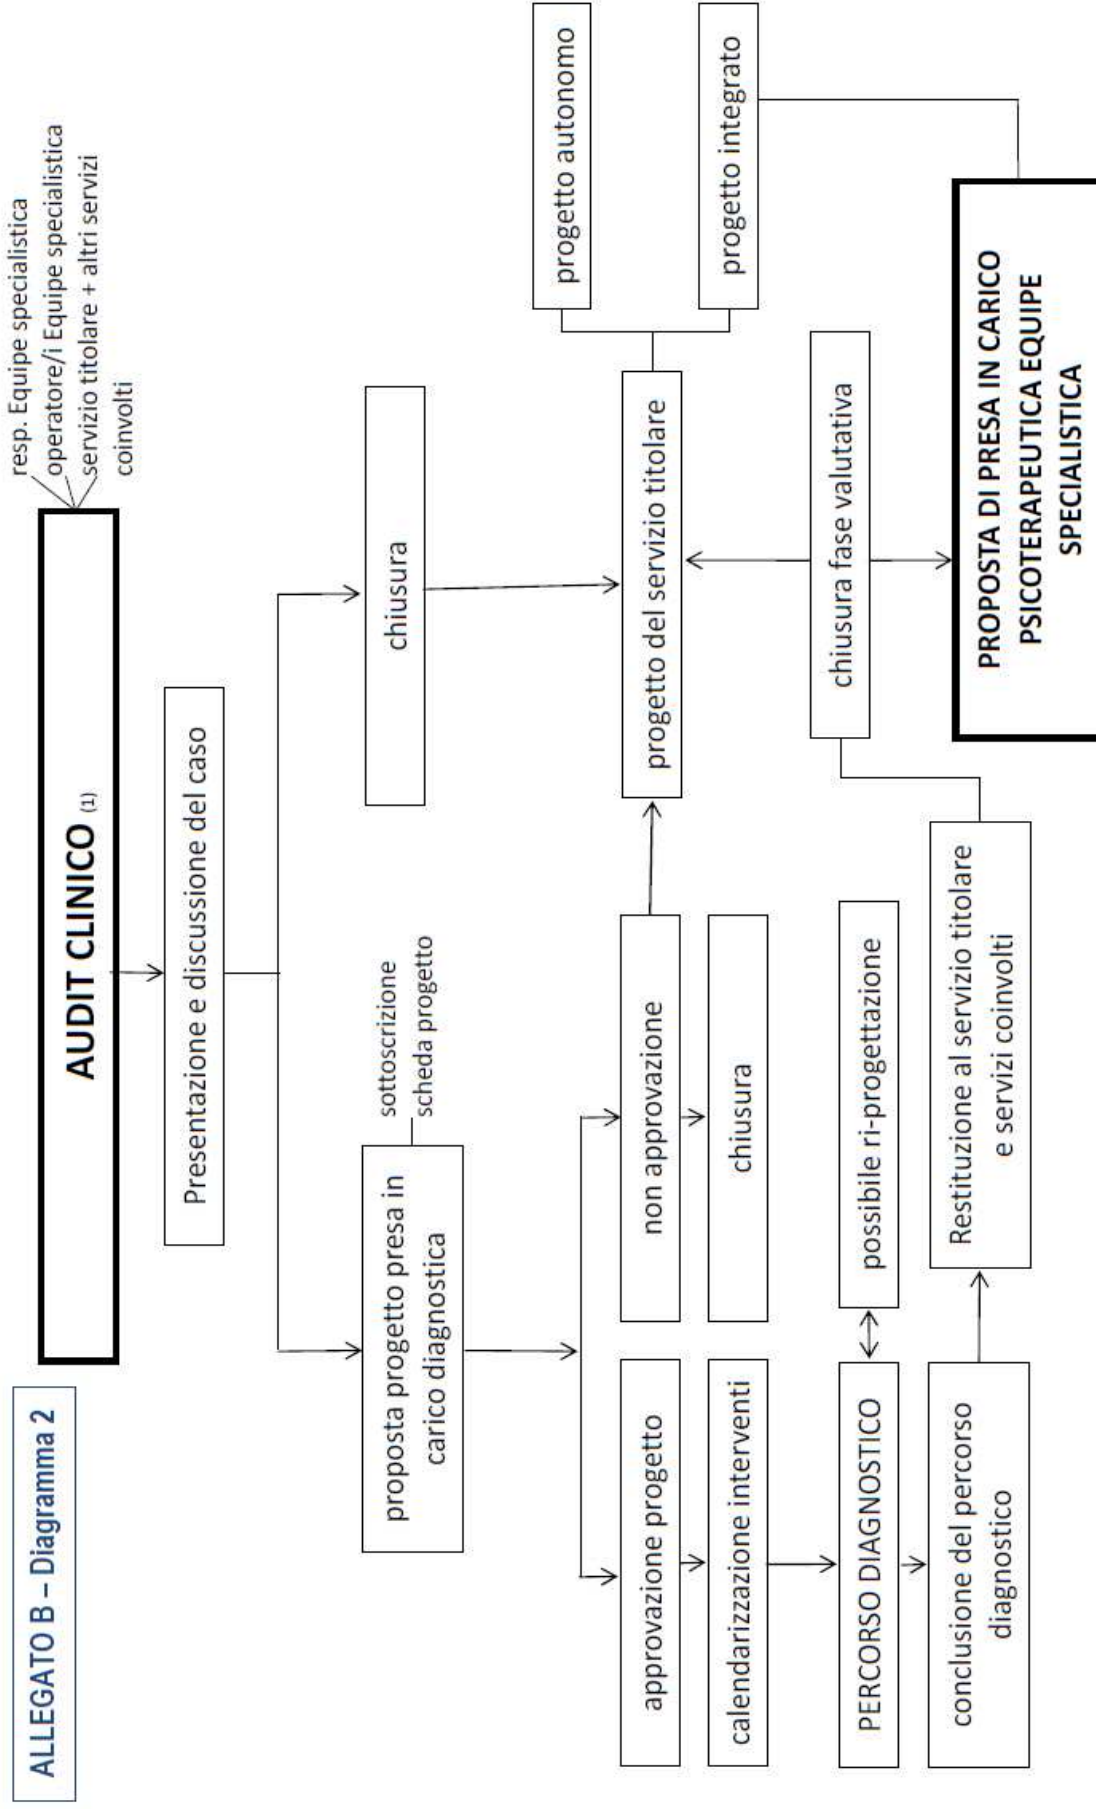 ALLEGATO B – Diagramma 2
AUDIT CLINICO (1)
resp. Equipe specialistica
operatore/i Equipe specialistica
servizio titolare + altri servizi
coinvolti
Presentazione e discussione del caso
proposta progetto presa in
carico diagnostica
sottoscrizione
scheda progetto
chiusura
approvazione progetto
non approvazione
progetto del servizio titolare
progetto autonomo
progetto integrato
calendarizzazione interventi
chiusura
PERCORSO DIAGNOSTICO
possibile ri-progettazione
chiusura fase valutativa
conclusione del percorso
diagnostico
Restituzione al servizio titolare
e servizi coinvolti
PROPOSTA DI PRESA IN CARICO
PSICOTERAPEUTICA EQUIPE
SPECIALISTICA